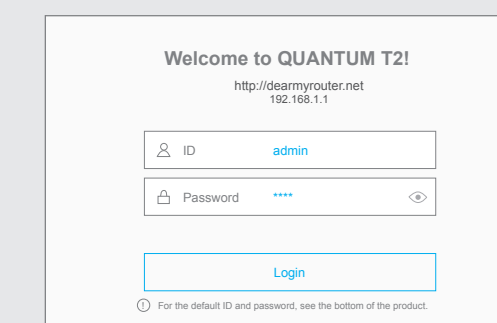 Welcome to QUANTUM T2!
http://dearmyrouter.net
192.168.1.1
ID admin
Password ****
Login
For the default ID and password, see the bottom of the product.